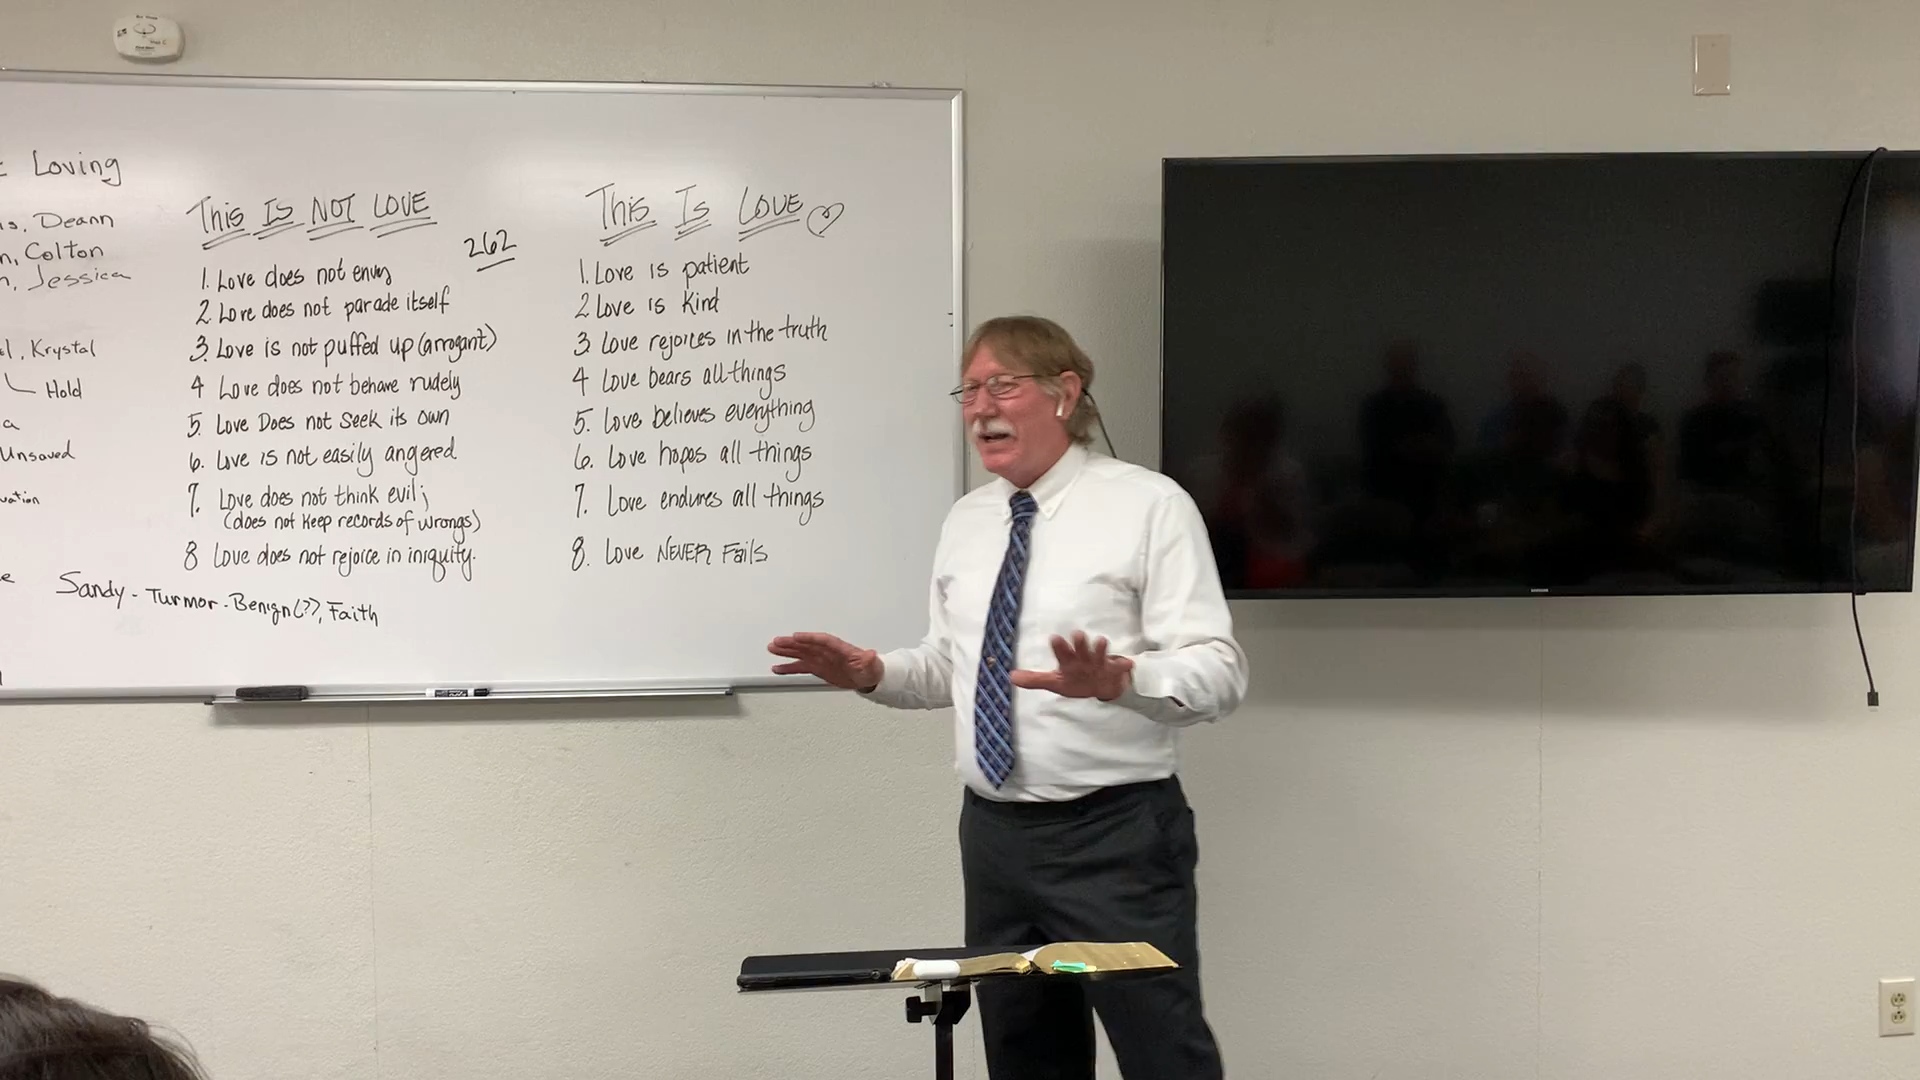 Loving
Deann
Colton
Jessica
Krystal
Hold
a
Unsaved
This Is NOT LOVE
262
1. Love does not envy
2. Love does not parade itself
3. Love is not puffed up (arrogant)
4 Love does not behave rudely
5. Love Does not seek its own
6. Love is not easily angered
7. Love does not think evil;
(does not keep records of wrongs)
8 Love does not rejoice in iniquity.
Sandy - Turmor - Benign (??), Faith
This Is LOVE
1. Love is patient
2 Love is Kind
3. Love rejoices in the truth
4 Love bears all things
5. Love believes everything
6. Love hopes all things
7. Love endures all things
8. Love NEVER Fails
SAMSUNG